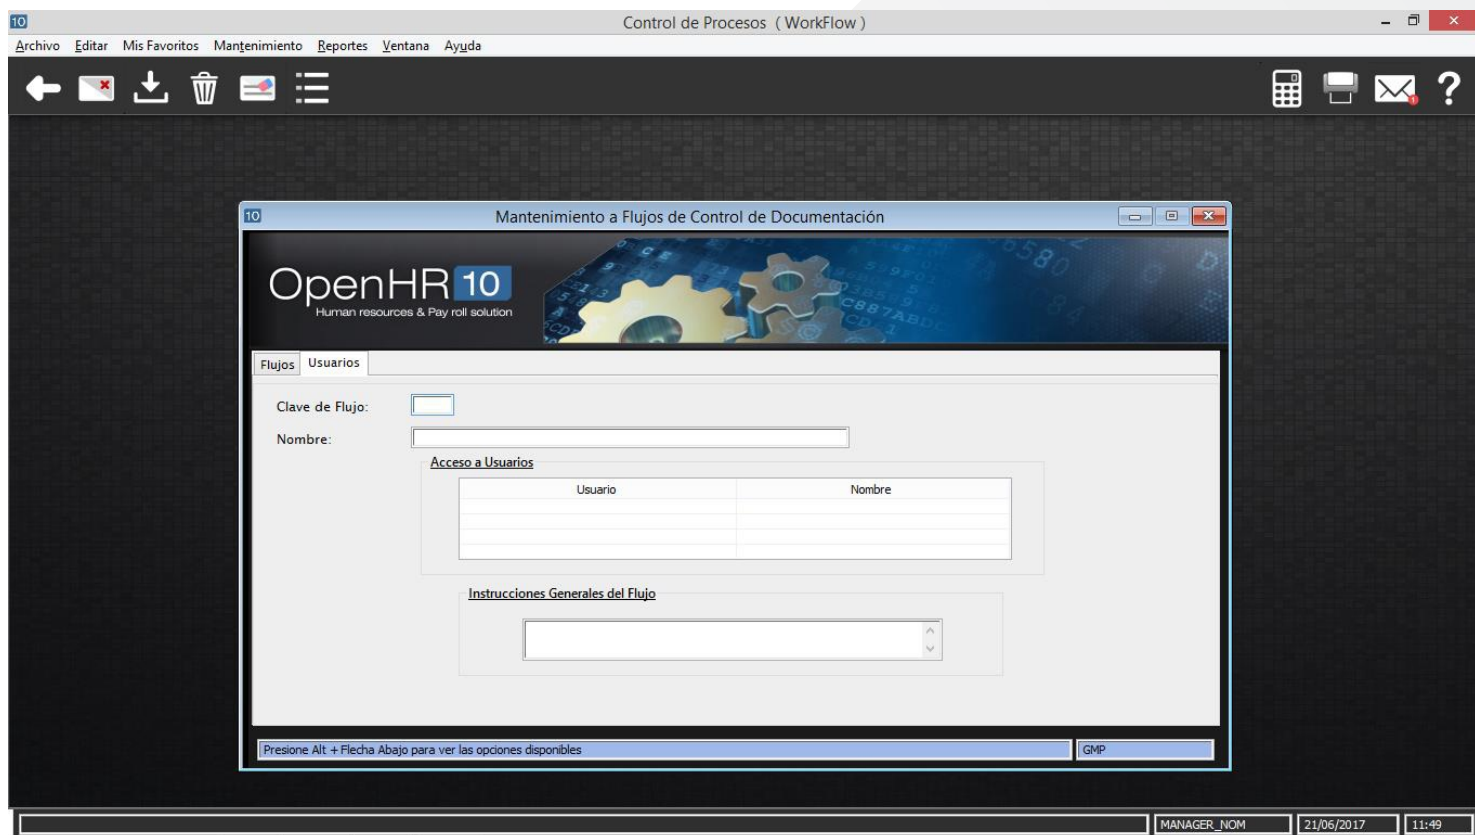 10 Control de Procesos ( WorkFlow )
Archivo Editar Mis Favoritos Mantenimiento Reportes Ventana Ayuda
1
10 Mantenimiento a Flujos de Control de Documentación
OpenHR 10
Human resources & Pay roll solution
Flujos Usuarios
Clave de Flujo:
Nombre:
Acceso a Usuarios
Usuario Nombre
Instrucciones Generales del Flujo
Presione Alt + Flecha Abajo para ver las opciones disponibles GMP
MANAGER_NOM 21/06/2017 11:49